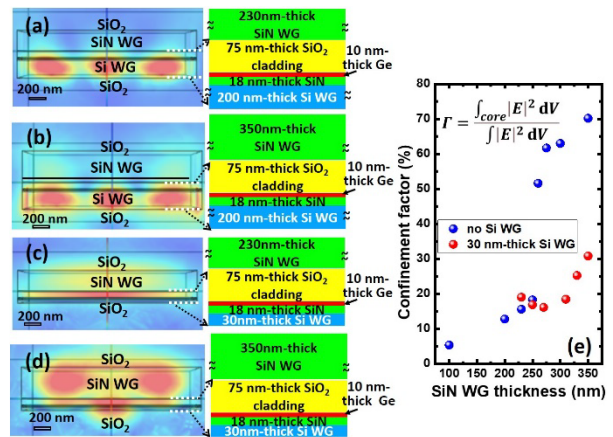 (a)
SiO₂
SiN WG
Si WG
SiO₂
200 nm
230nm-thick
SiN WG
75 nm-thick SiO₂
cladding
18 nm-thick SiN
200 nm-thick Si WG
10 nm-
thick Ge
(b)
SiO₂
SiN WG
Si WG
SiO₂
200 nm
350nm-thick
SiN WG
75 nm-thick SiO₂
cladding
18 nm-thick SiN
200 nm-thick Si WG
10 nm-
thick Ge
(c)
SiO₂
SiN WG
SiO₂
200 nm
230nm-thick
SiN WG
75 nm-thick SiO₂
cladding
18 nm-thick SiN
30nm-thick Si WG
10 nm-
thick Ge
(d)
SiO₂
SiN WG
SiO₂
200 nm
350nm-thick
SiN WG
75 nm-thick SiO₂
cladding
18 nm-thick SiN
30nm-thick Si WG
10 nm-
thick Ge
80
70
60
50
40
30
20
10
0
Confinement factor (%)
Γ = ∫core|E|² dV / ∫|E|² dV
no Si WG
30 nm-thick Si WG
(e)
100 150 200 250 300 350
SiN WG thickness (nm)